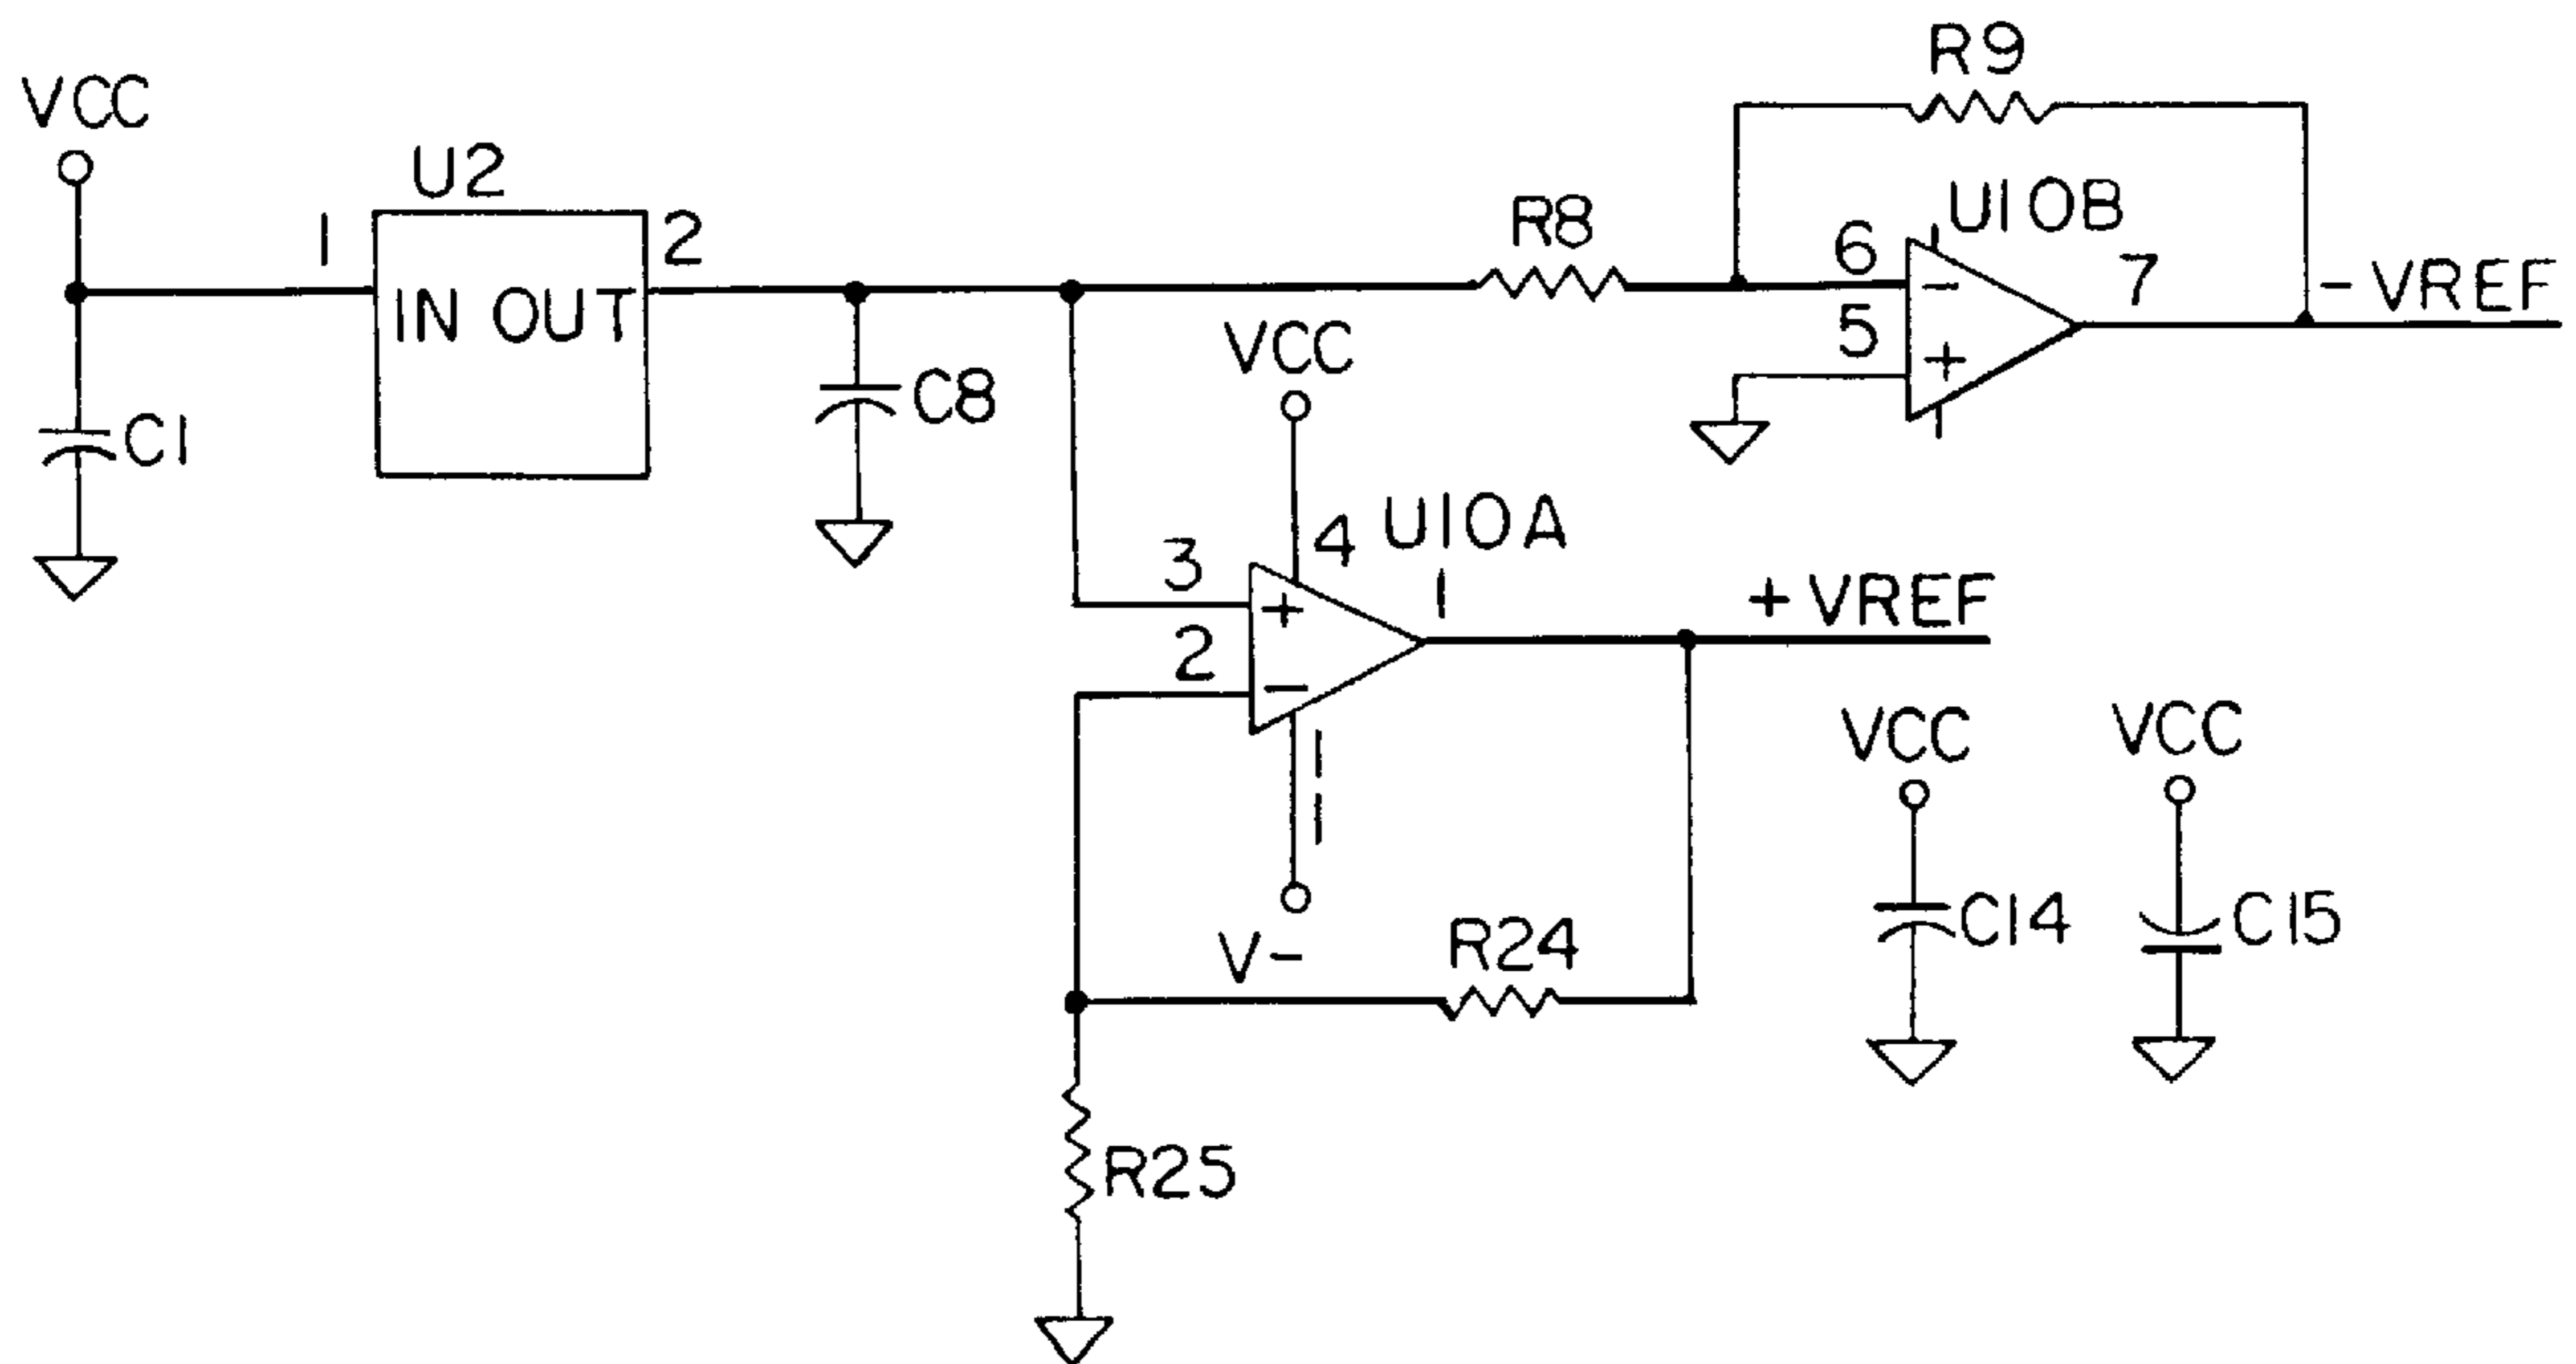 R9
VCC
U2
1
2
R8
U10B
6
7
IN OUT
-
- VREF
5
VCC
+
C8
C1
U10A
3
4
1
+
+ VREF
2
-
11
VCC
VCC
V-
R24
C14
C15
R25